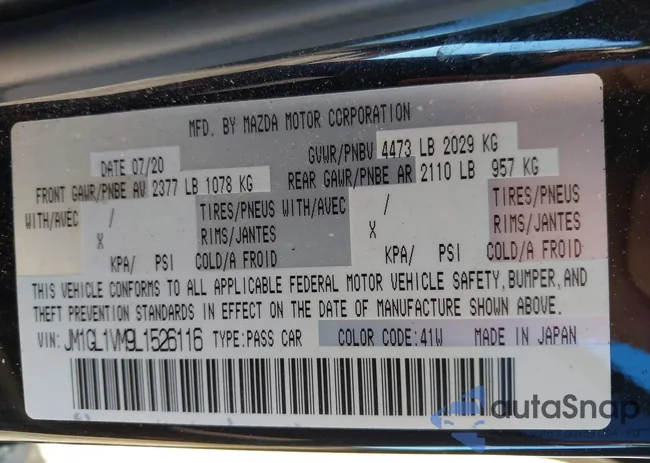 MFD. BY MAZDA MOTOR CORPORATION
DATE 07/20 GVWR/PNBV 4473 LB 2029 KG
FRONT GAWR/PNBE AV 2377 LB 1078 KG REAR GAWR/PNBE AR 2110 LB 957 KG
WITH/AVEC / TIRES/PNEUS WITH/AVEC / TIRES/PNEUS
X RIMS/JANTES X RIMS/JANTES
KPA/ PSI COLD/A FROID KPA/ PSI COLD/A FROID
THIS VEHICLE CONFORMS TO ALL APPLICABLE FEDERAL MOTOR VEHICLE SAFETY, BUMPER, AND
THEFT PREVENTION STANDARDS IN EFFECT ON THE DATE OF MANUFACTURE SHOWN ABOVE.
VIN: JM1GL1VM9L1526116 TYPE:PASS CAR COLOR CODE:41W MADE IN JAPAN
autoSnap